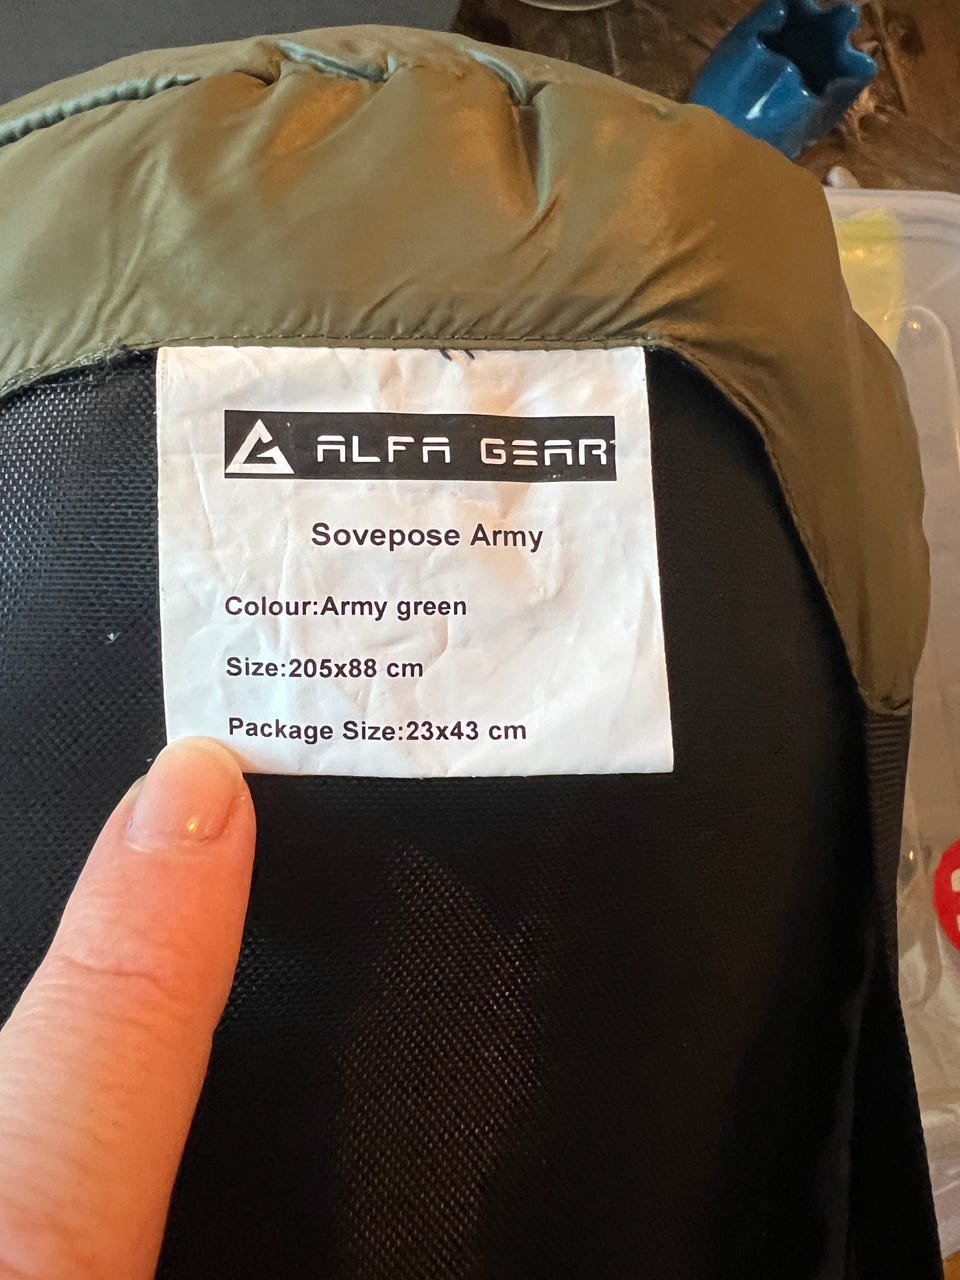 ALFA GEAR
Sovepose Army
Colour:Army green
Size:205x88 cm
Package Size:23x43 cm